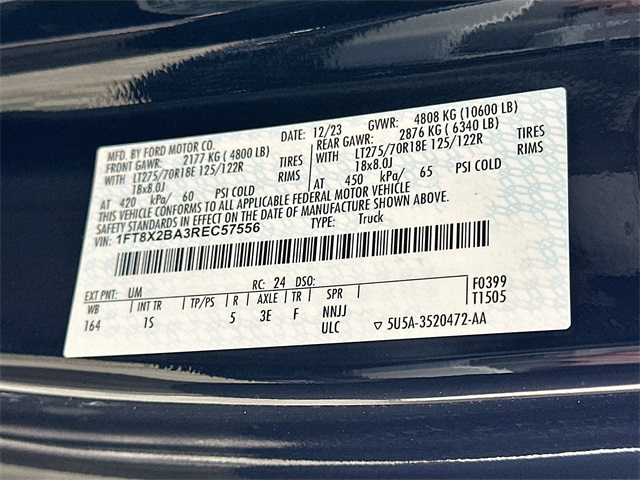 MFD. BY FORD MOTOR CO. DATE: 12/23 GVWR: 4808 KG (10600 LB)
FRONT GAWR: 2177 KG ( 4800 LB) REAR GAWR: 2876 KG ( 6340 LB)
WITH LT275/70R18E 125/122R TIRES WITH LT275/70R18E 125/122R TIRES
18x8.0J RIMS 18x8.0J RIMS
AT 420 kPa/ 60 PSI COLD AT 450 kPa/ 65 PSI COLD
THIS VEHICLE CONFORMS TO ALL APPLICABLE FEDERAL MOTOR VEHICLE
SAFETY STANDARDS IN EFFECT ON THE DATE OF MANUFACTURE SHOWN ABOVE.
VIN: 1FT8X2BA3REC57556 TYPE: Truck
EXT PNT: UM RC: 24 DSO: F0399
WB INT TR TP/PS R AXLE TR SPR T1505
164 1S 5 3E F NNJJ
ULC ▽ 5U5A-3520472-AA